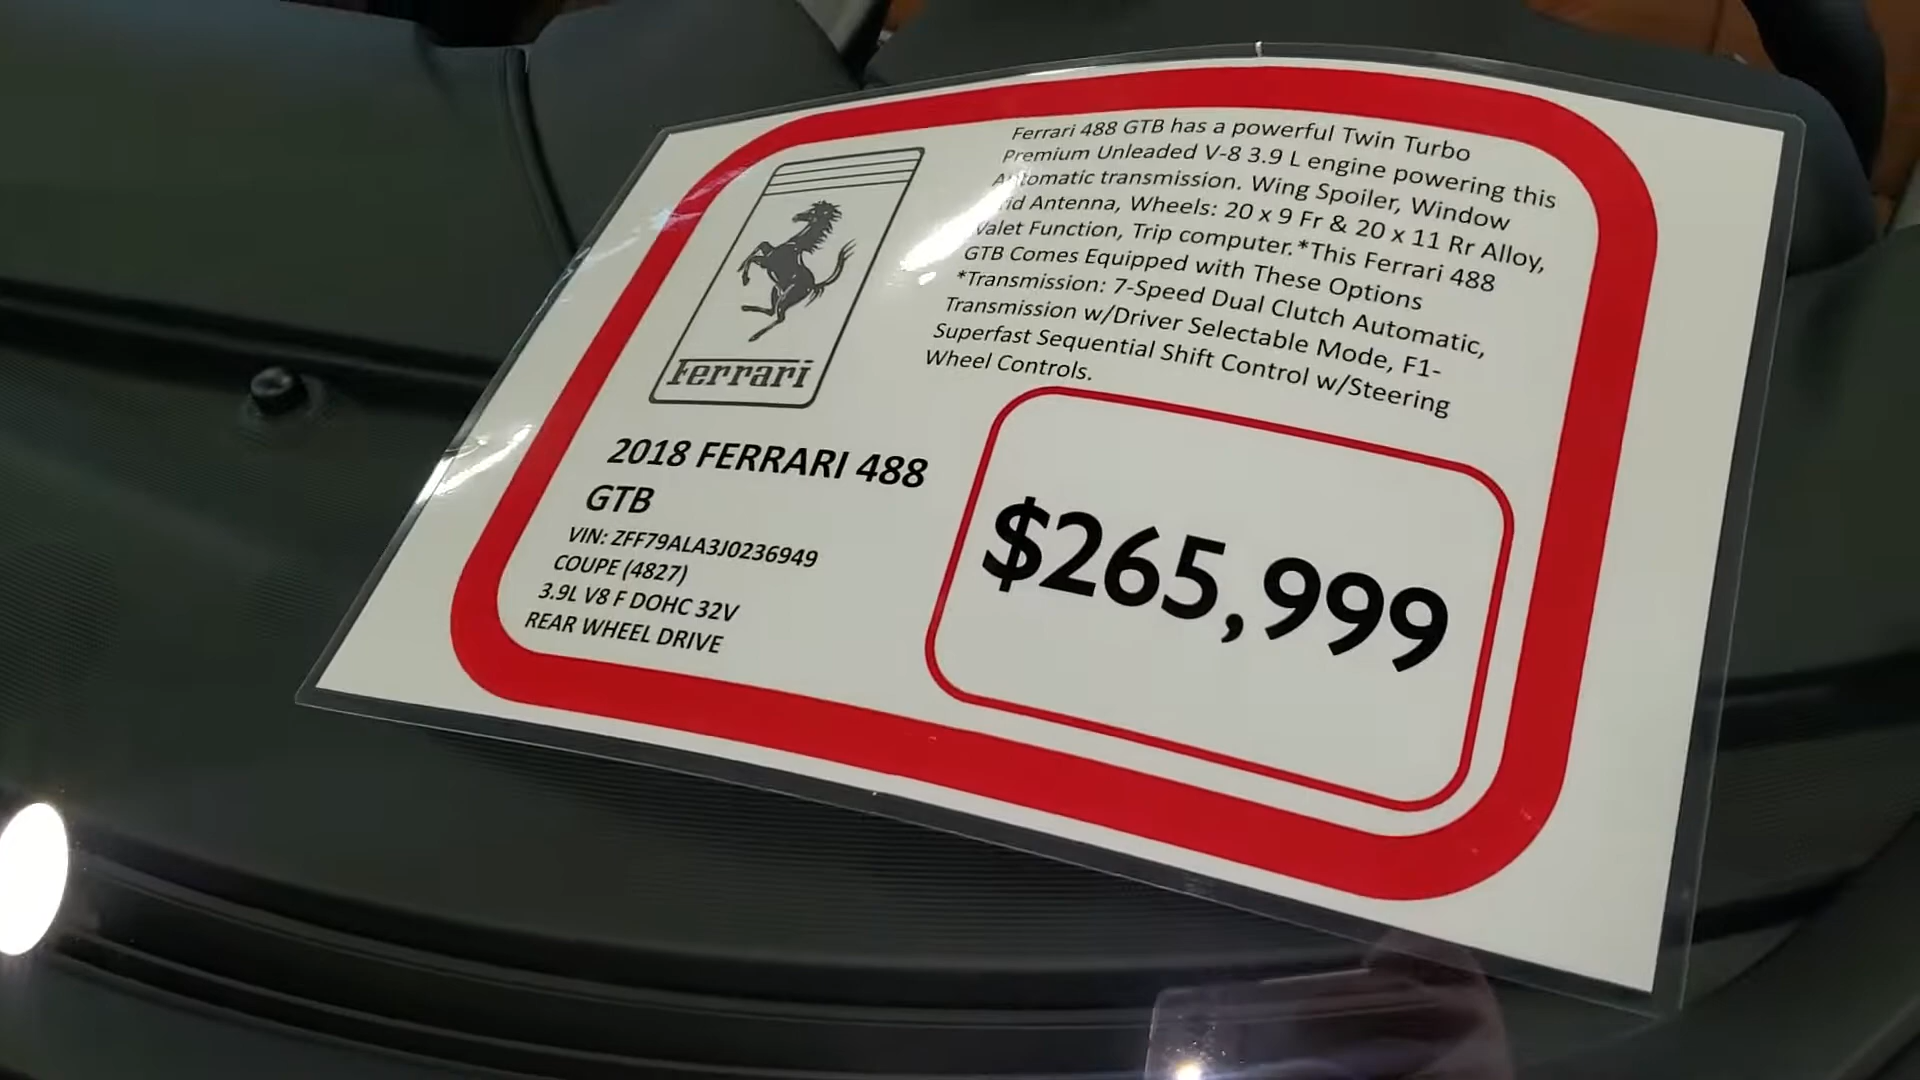 Ferrari
2018 FERRARI 488
GTB
VIN: ZFF79ALA3J0236949
COUPE (4827)
3.9L V8 F DOHC 32V
REAR WHEEL DRIVE
Ferrari 488 GTB has a powerful Twin Turbo
Premium Unleaded V-8 3.9 L engine powering this
Automatic transmission. Wing Spoiler, Window
Antenna, Wheels: 20 x 9 Fr & 20 x 11 Rr Alloy,
Valet Function, Trip computer.*This Ferrari 488
GTB Comes Equipped with These Options
*Transmission: 7-Speed Dual Clutch Automatic,
Transmission w/Driver Selectable Mode, F1-
Superfast Sequential Shift Control w/Steering
Wheel Controls.
$265,999